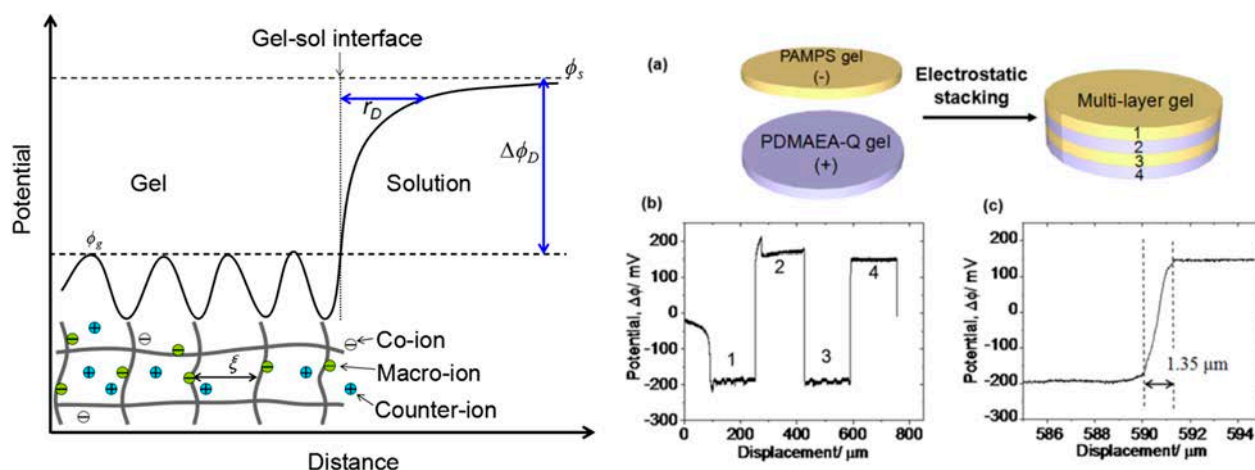 Potential
Gel-sol interface
ϕs
rD
ΔϕD
Gel
Solution
ϕg
Co-ion
ξ
Macro-ion
Counter-ion
Distance
(a)
PAMPS gel
(-)
PDMAEA-Q gel
(+)
Electrostatic
stacking
Multi-layer gel
1
2
3
4
(b)
Potential, Δϕ/ mV
200
100
0
-100
-200
-300
1
2
3
4
0
200
400
600
800
Displacement/ μm
(c)
Potential, Δϕ/ mV
200
100
0
-100
-200
-300
1.35 μm
586
588
590
592
594
Displacement/ μm